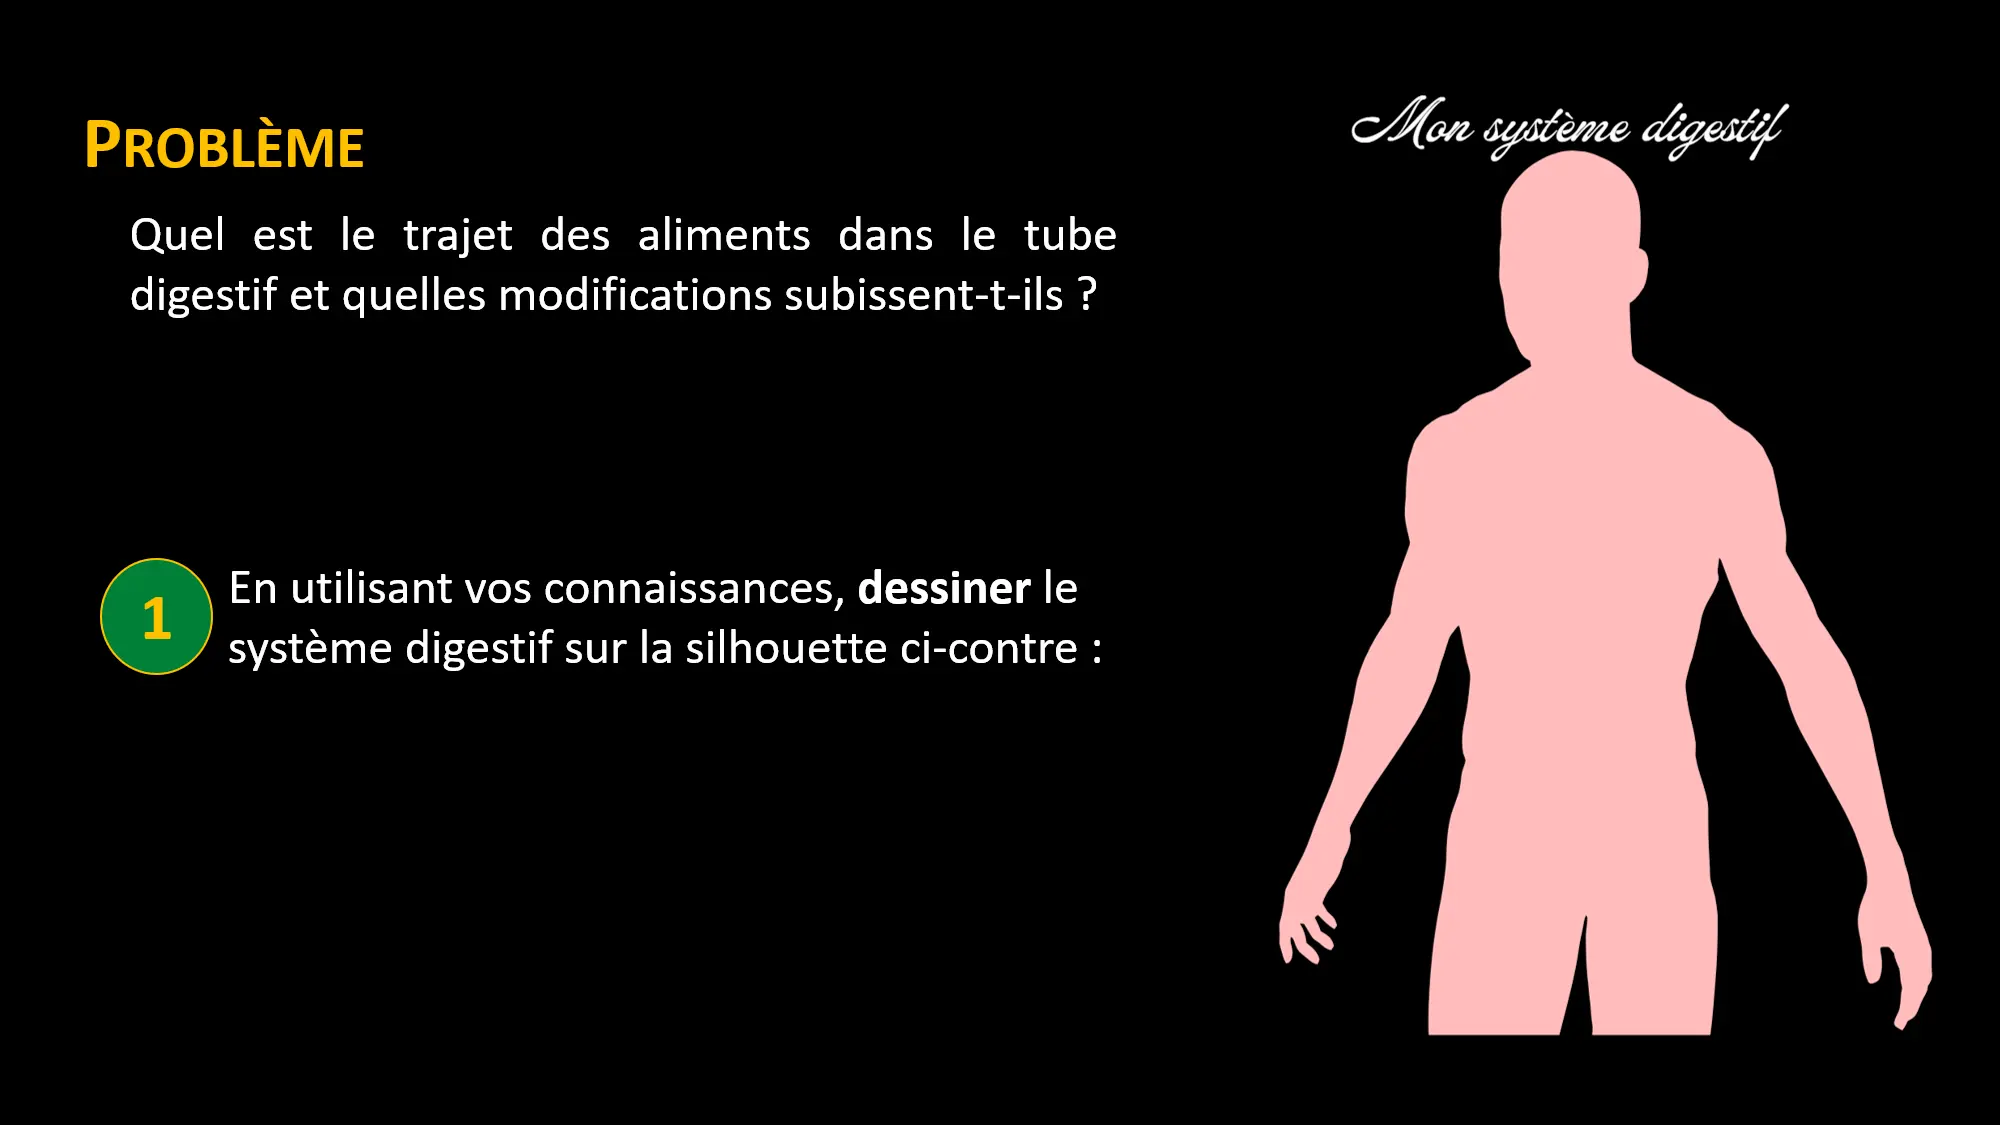 PROBLÈME
Quel est le trajet des aliments dans le tube
digestif et quelles modifications subissent-t-ils ?
Mon système digestif
1
En utilisant vos connaissances, dessiner le
système digestif sur la silhouette ci-contre :